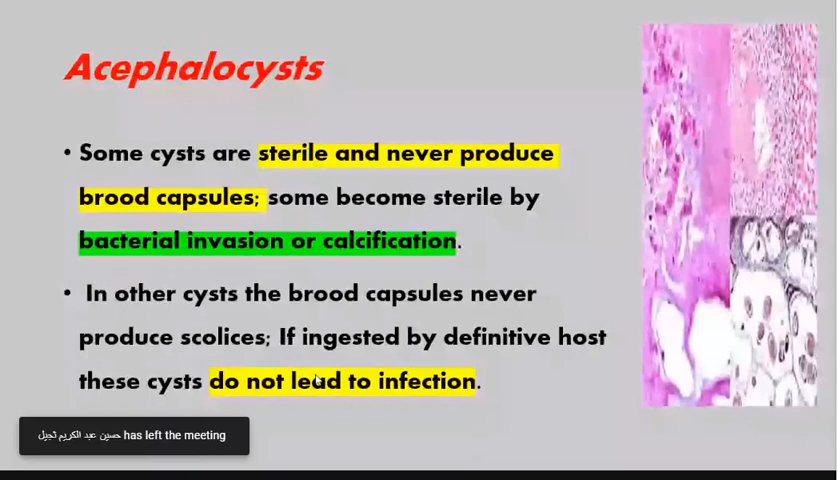 Acephalocysts
• Some cysts are sterile and never produce
brood capsules; some become sterile by
bacterial invasion or calcification.
• In other cysts the brood capsules never
produce scolices; If ingested by definitive host
these cysts do not lead to infection.
حسين عبد الكريم ثجيل has left the meeting